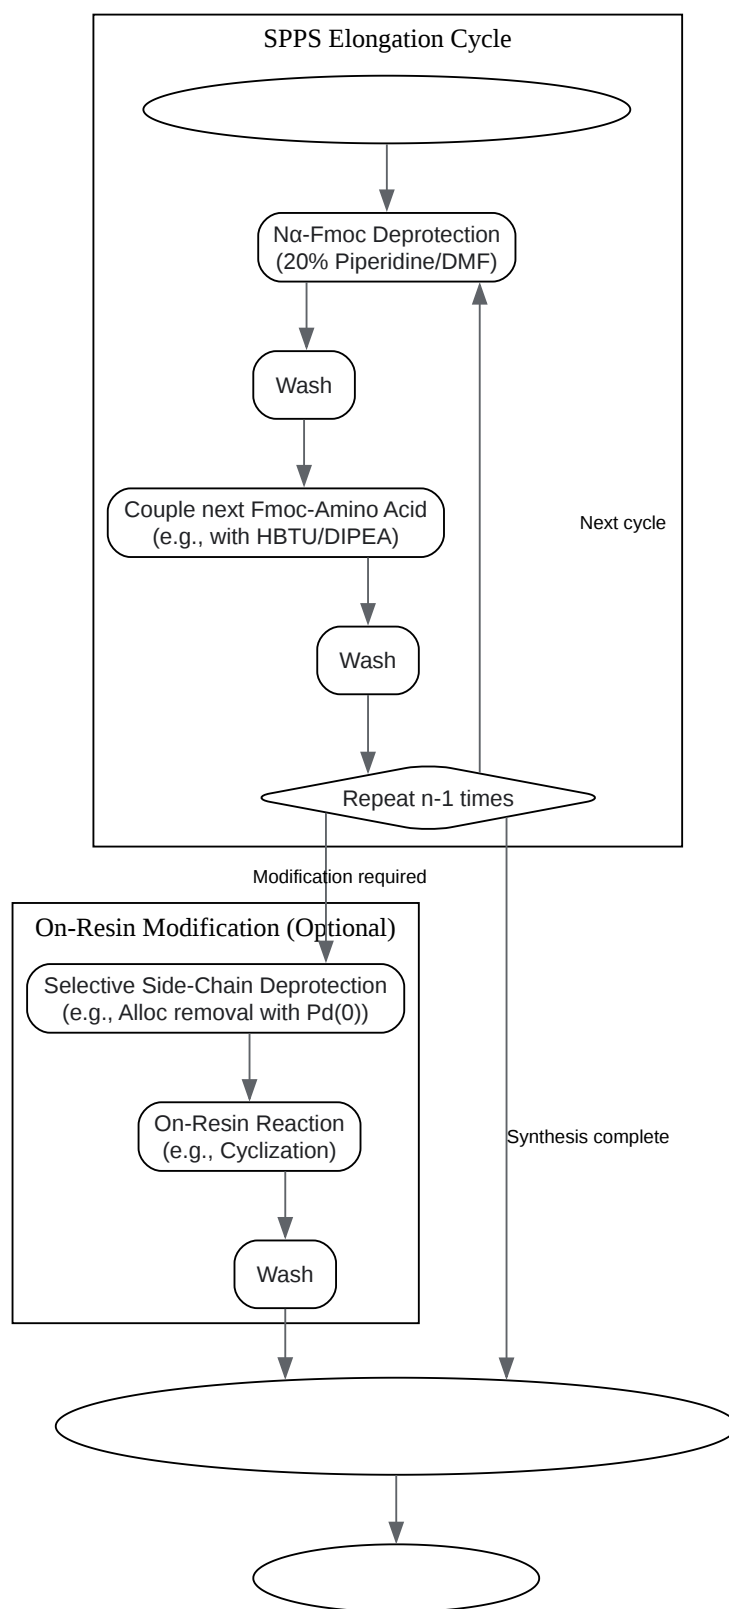 SPPS Elongation Cycle
Nα-Fmoc Deprotection
(20% Piperidine/DMF)
Wash
Couple next Fmoc-Amino Acid
(e.g., with HBTU/DIPEA)
Next cycle
Wash
Repeat n-1 times
Modification required
On-Resin Modification (Optional)
Selective Side-Chain Deprotection
(e.g., Alloc removal with Pd(0))
On-Resin Reaction
(e.g., Cyclization)
Synthesis complete
Wash